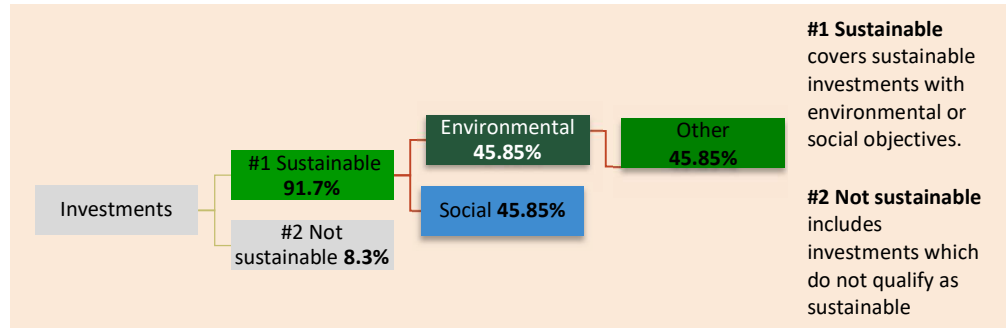 Investments
#1 Sustainable
91.7%
#2 Not
sustainable 8.3%
Environmental
45.85%
Social 45.85%
Other
45.85%
#1 Sustainable
covers sustainable
investments with
environmental or
social objectives.
#2 Not sustainable
includes
investments which
do not qualify as
sustainable